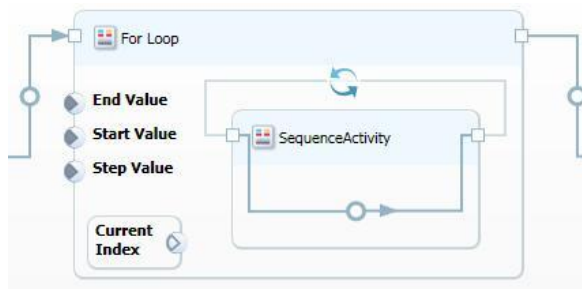 For Loop
End Value
Start Value
Step Value
SequenceActivity
Current
Index